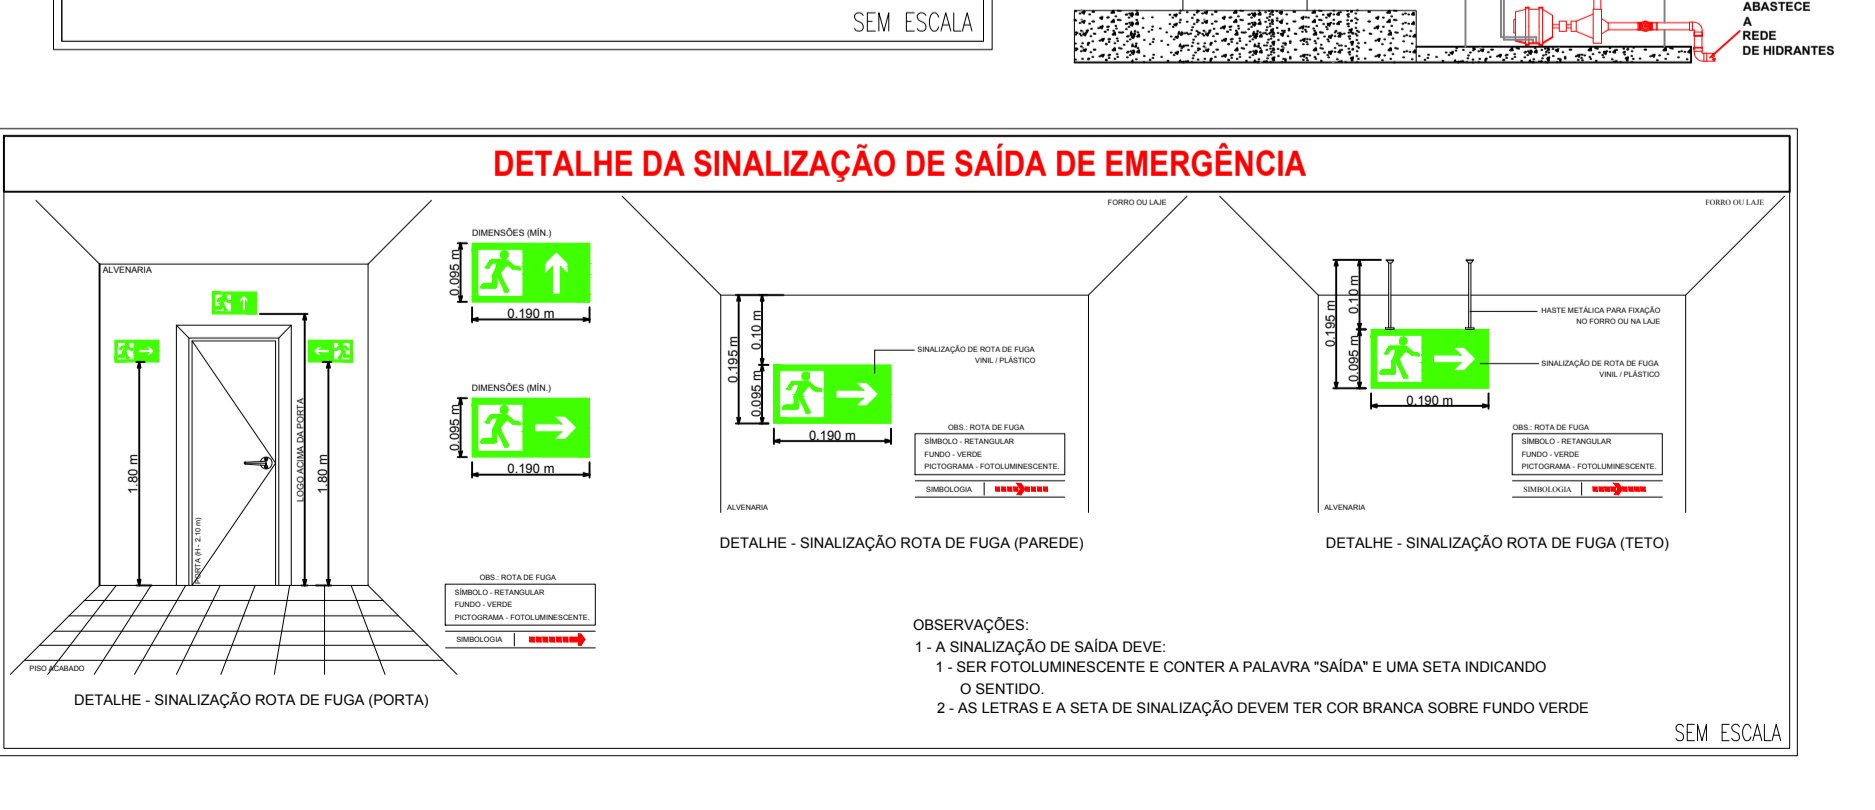 SEM ESCALA
ABASTECE
A
REDE
DE HIDRANTES
DETALHE DA SINALIZAÇÃO DE SAÍDA DE EMERGÊNCIA
ALVENARIA
1.80 m
PORTA (H - 2.10 m)
LOGO ACIMA DA PORTA
1.80 m
PISO ACABADO
DETALHE - SINALIZAÇÃO ROTA DE FUGA (PORTA)
DIMENSÕES (MÍN.)
0.095 m
0.190 m
DIMENSÕES (MÍN.)
0.095 m
0.190 m
OBS.: ROTA DE FUGA
SÍMBOLO - RETANGULAR
FUNDO - VERDE
PICTOGRAMA - FOTOLUMINESCENTE.
SIMBOLOGIA
FORRO OU LAJE
0.195 m
0.10 m
0.095 m
0.190 m
SINALIZAÇÃO DE ROTA DE FUGA
VINIL / PLÁSTICO
OBS.: ROTA DE FUGA
SÍMBOLO - RETANGULAR
FUNDO - VERDE
PICTOGRAMA - FOTOLUMINESCENTE.
SIMBOLOGIA
ALVENARIA
DETALHE - SINALIZAÇÃO ROTA DE FUGA (PAREDE)
FORRO OU LAJE
0.195 m
0.10 m
0.095 m
0.190 m
HASTE METÁLICA PARA FIXAÇÃO
NO FORRO OU NA LAJE
SINALIZAÇÃO DE ROTA DE FUGA
VINIL / PLÁSTICO
OBS.: ROTA DE FUGA
SÍMBOLO - RETANGULAR
FUNDO - VERDE
PICTOGRAMA - FOTOLUMINESCENTE.
SIMBOLOGIA
ALVENARIA
DETALHE - SINALIZAÇÃO ROTA DE FUGA (TETO)
OBSERVAÇÕES:
1 - A SINALIZAÇÃO DE SAÍDA DEVE:
1 - SER FOTOLUMINESCENTE E CONTER A PALAVRA "SAÍDA" E UMA SETA INDICANDO
O SENTIDO.
2 - AS LETRAS E A SETA DE SINALIZAÇÃO DEVEM TER COR BRANCA SOBRE FUNDO VERDE
SEM ESCALA